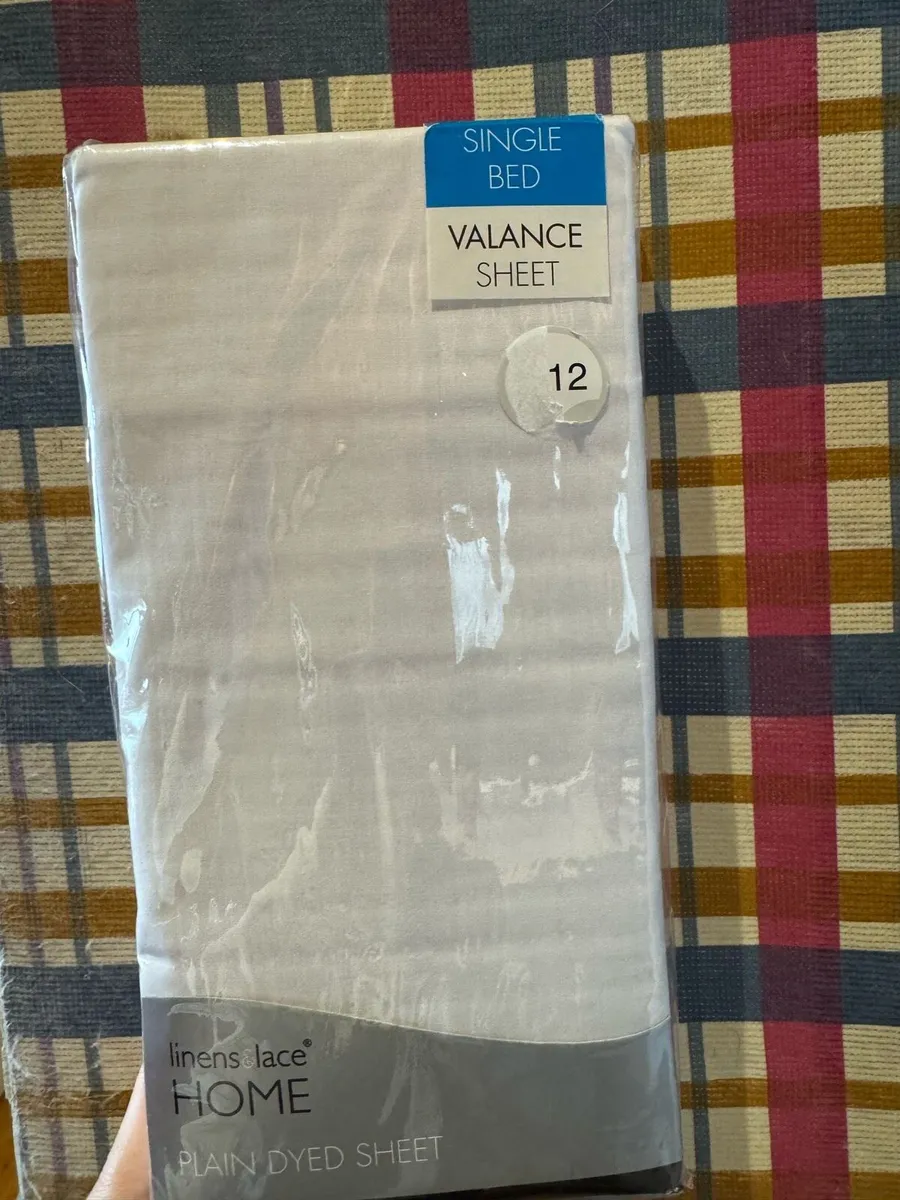 SINGLE
BED
VALANCE
SHEET
12
linens&lace®
HOME
PLAIN DYED SHEET